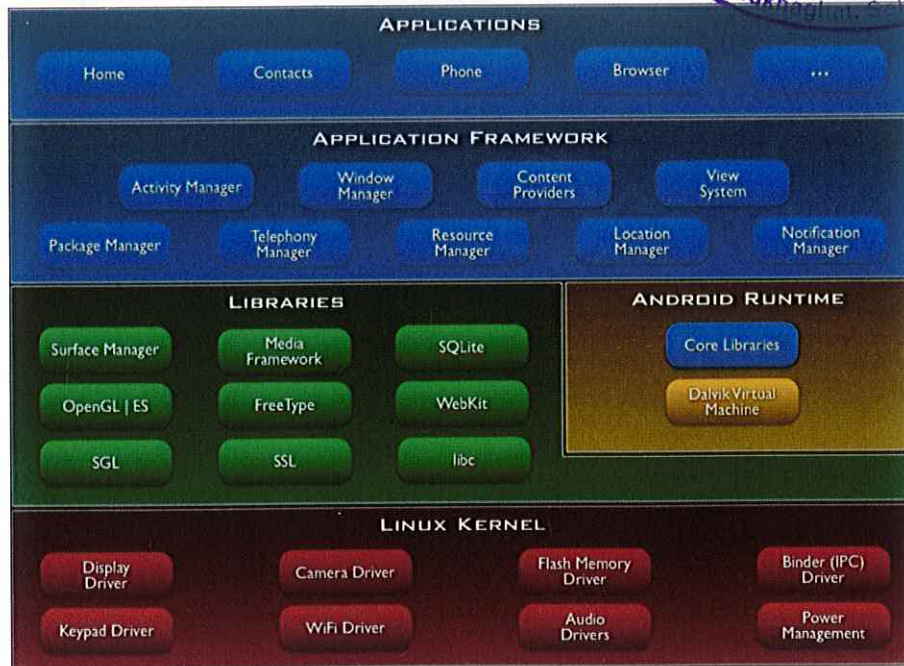 APPLICATIONS
Home
Contacts
Phone
Browser
...
APPLICATION FRAMEWORK
Activity Manager
Window
Manager
Content
Providers
View
System
Package Manager
Telephony
Manager
Resource
Manager
Location
Manager
Notification
Manager
LIBRARIES
Surface Manager
Media
Framework
SQLite
OpenGL | ES
FreeType
WebKit
SGL
SSL
libc
ANDROID RUNTIME
Core Libraries
Dalvik Virtual
Machine
LINUX KERNEL
Display
Driver
Camera Driver
Flash Memory
Driver
Binder (IPC)
Driver
Keypad Driver
WiFi Driver
Audio
Drivers
Power
Management